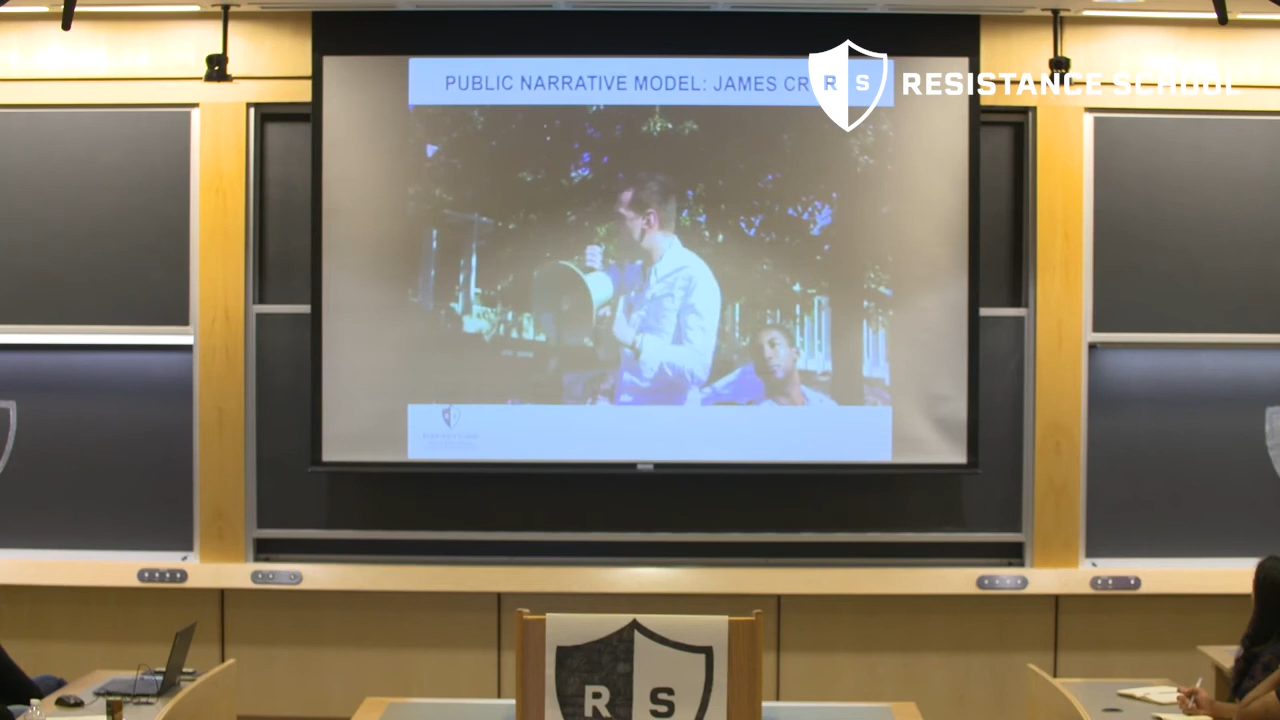 PUBLIC NARRATIVE MODEL: JAMES CR
R S RESISTANCE SCHOOL
R S